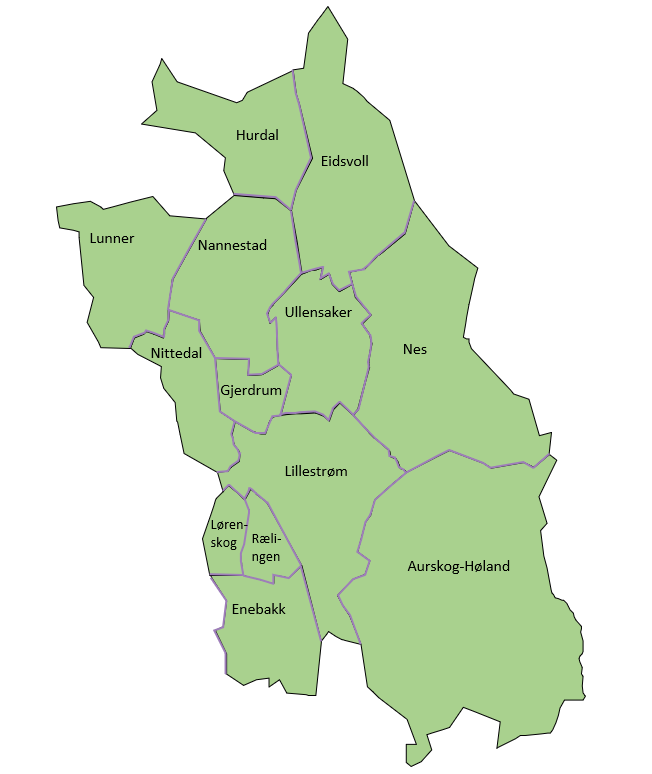 Hurdal
Eidsvoll
Lunner
Nannestad
Ullensaker
Nittedal
Nes
Gjerdrum
Lillestrøm
Løren-
skog
Ræli-
ngen
Aurskog-Høland
Enebakk